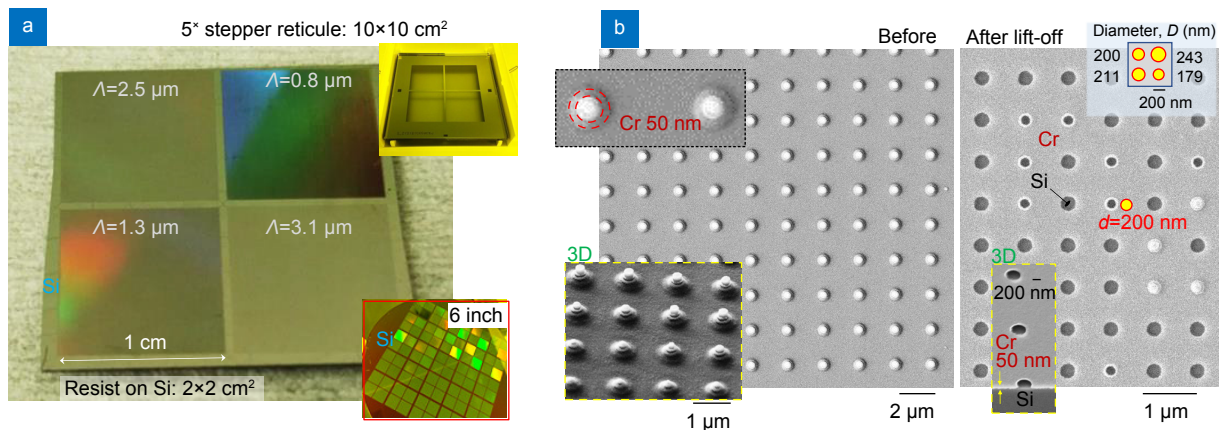 a
5× stepper reticule: 10×10 cm²
Λ=2.5 μm
Λ=0.8 μm
Λ=1.3 μm
Λ=3.1 μm
Si
1 cm
Resist on Si: 2×2 cm²
6 inch
Si
b
Before
Cr 50 nm
3D
1 μm
2 μm
After lift-off
Diameter, D (nm)
200
243
211
179
200 nm
Cr
Si
d=200 nm
3D
200 nm
Cr
50 nm
Si
1 μm